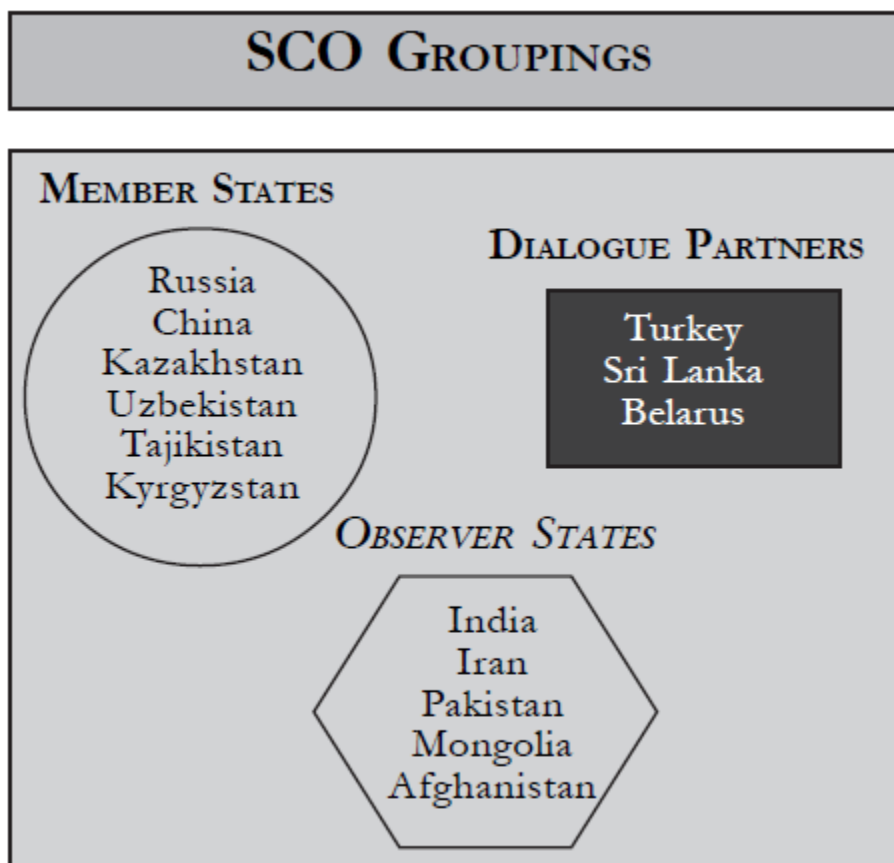 SCO GROUPINGS
MEMBER STATES
Russia
China
Kazakhstan
Uzbekistan
Tajikistan
Kyrgyzstan
DIALOGUE PARTNERS
Turkey
Sri Lanka
Belarus
OBSERVER STATES
India
Iran
Pakistan
Mongolia
Afghanistan